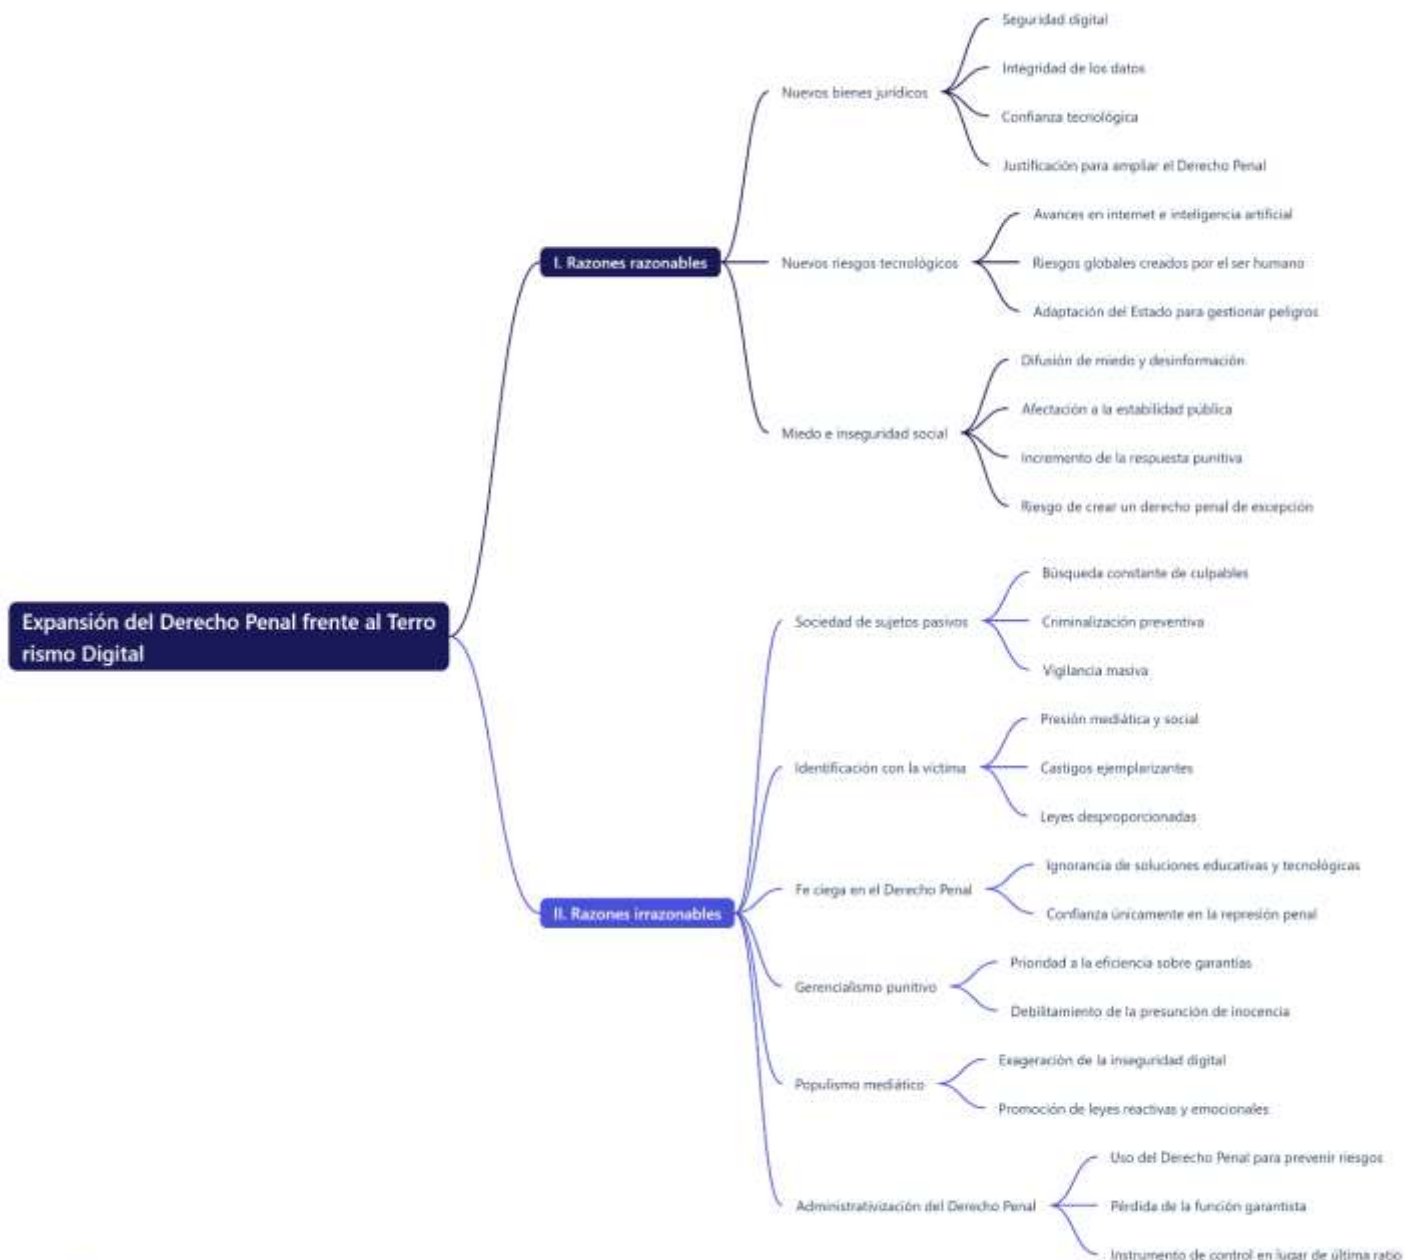 Expansión del Derecho Penal frente al Terro
rismo Digital
I. Razones razonables
Nuevos bienes jurídicos
Seguridad digital
Integridad de los datos
Confianza tecnológica
Justificación para ampliar el Derecho Penal
Nuevos riesgos tecnológicos
Avances en internet e inteligencia artificial
Riesgos globales creados por el ser humano
Adaptación del Estado para gestionar peligros
Miedo e inseguridad social
Difusión de miedo y desinformación
Afectación a la estabilidad pública
Incremento de la respuesta punitiva
Riesgo de crear un derecho penal de excepción
II. Razones irrazonables
Sociedad de sujetos pasivos
Búsqueda constante de culpables
Criminalización preventiva
Vigilancia masiva
Identificación con la víctima
Presión mediática y social
Castigos ejemplarizantes
Leyes desproporcionadas
Fe ciega en el Derecho Penal
Ignorancia de soluciones educativas y tecnológicas
Confianza únicamente en la represión penal
Gerencialismo punitivo
Prioridad a la eficiencia sobre garantías
Debilitamiento de la presunción de inocencia
Populismo mediático
Exageración de la inseguridad digital
Promoción de leyes reactivas y emocionales
Administrativización del Derecho Penal
Uso del Derecho Penal para prevenir riesgos
Pérdida de la función garantista
Instrumento de control en lugar de última ratio